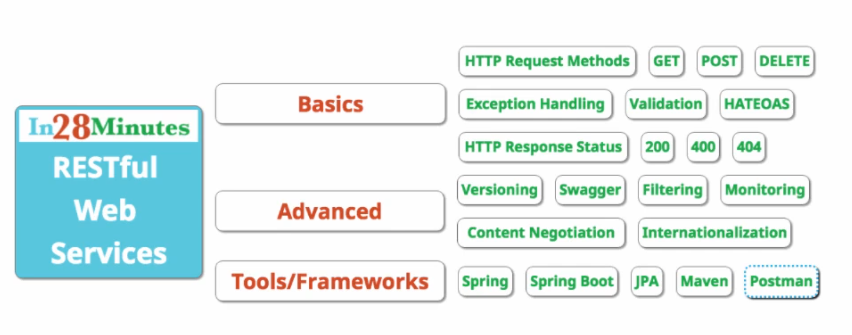 In28Minutes
RESTful
Web
Services
Basics
HTTP Request Methods GET POST DELETE
Exception Handling Validation HATEOAS
HTTP Response Status 200 400 404
Advanced
Versioning Swagger Filtering Monitoring
Content Negotiation Internationalization
Tools/Frameworks
Spring Spring Boot JPA Maven Postman